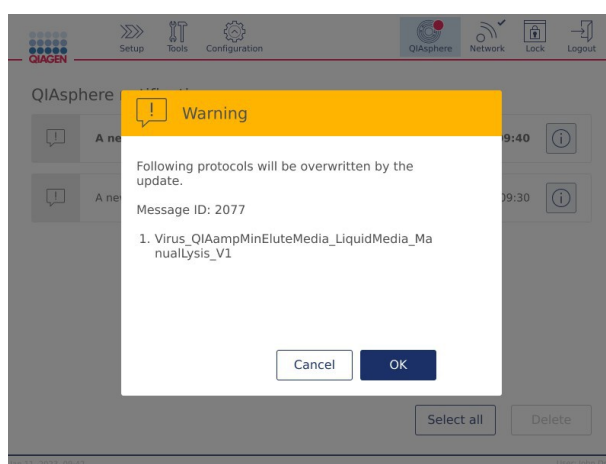 Setup Tools Configuration QIAsphere Network Lock Logout
QIAGEN
QIAsphere
Warning
A ne 9:40
Following protocols will be overwritten by the
update.
A ne 09:30
Message ID: 2077
1. Virus_QIAampMinEluteMedia_LiquidMedia_Ma
nualLysis_V1
Cancel OK
Select all Delete